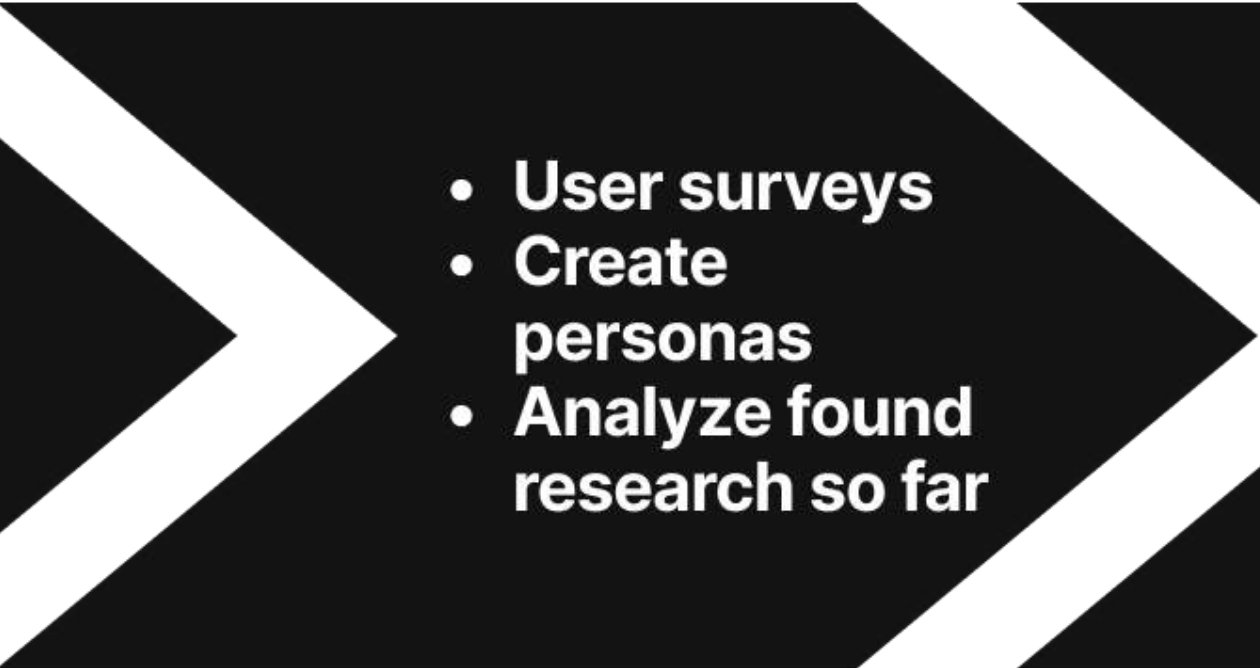 • User surveys
• Create
personas
• Analyze found
research so far